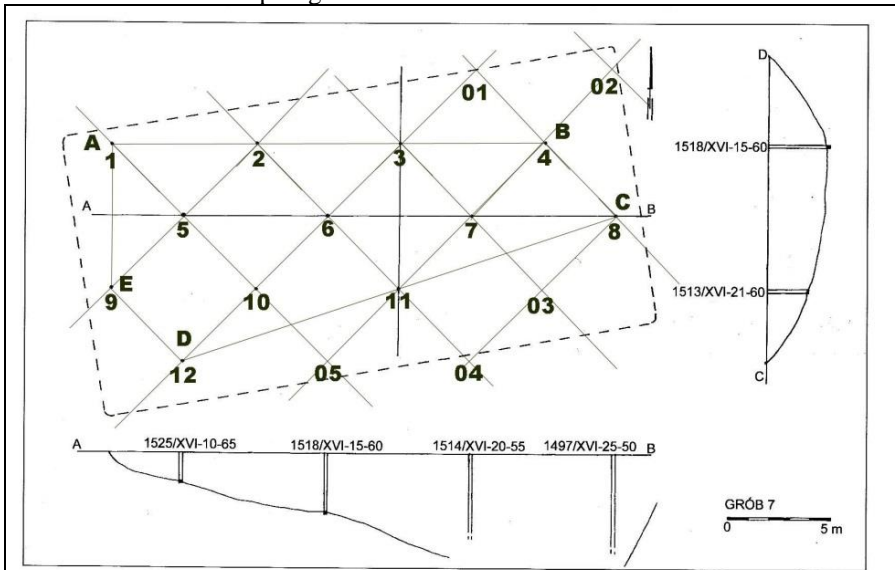 01
02
D
A
B
1
2
3
4
1518/XVI-15-60
A
B
C
5
6
7
8
E
9
10
11
03
1513/XVI-21-60
D
12
05
04
C
A
1525/XVI-10-65
1518/XVI-15-60
1514/XVI-20-55
1497/XVI-25-50
B
GRÓB 7
0
5 m